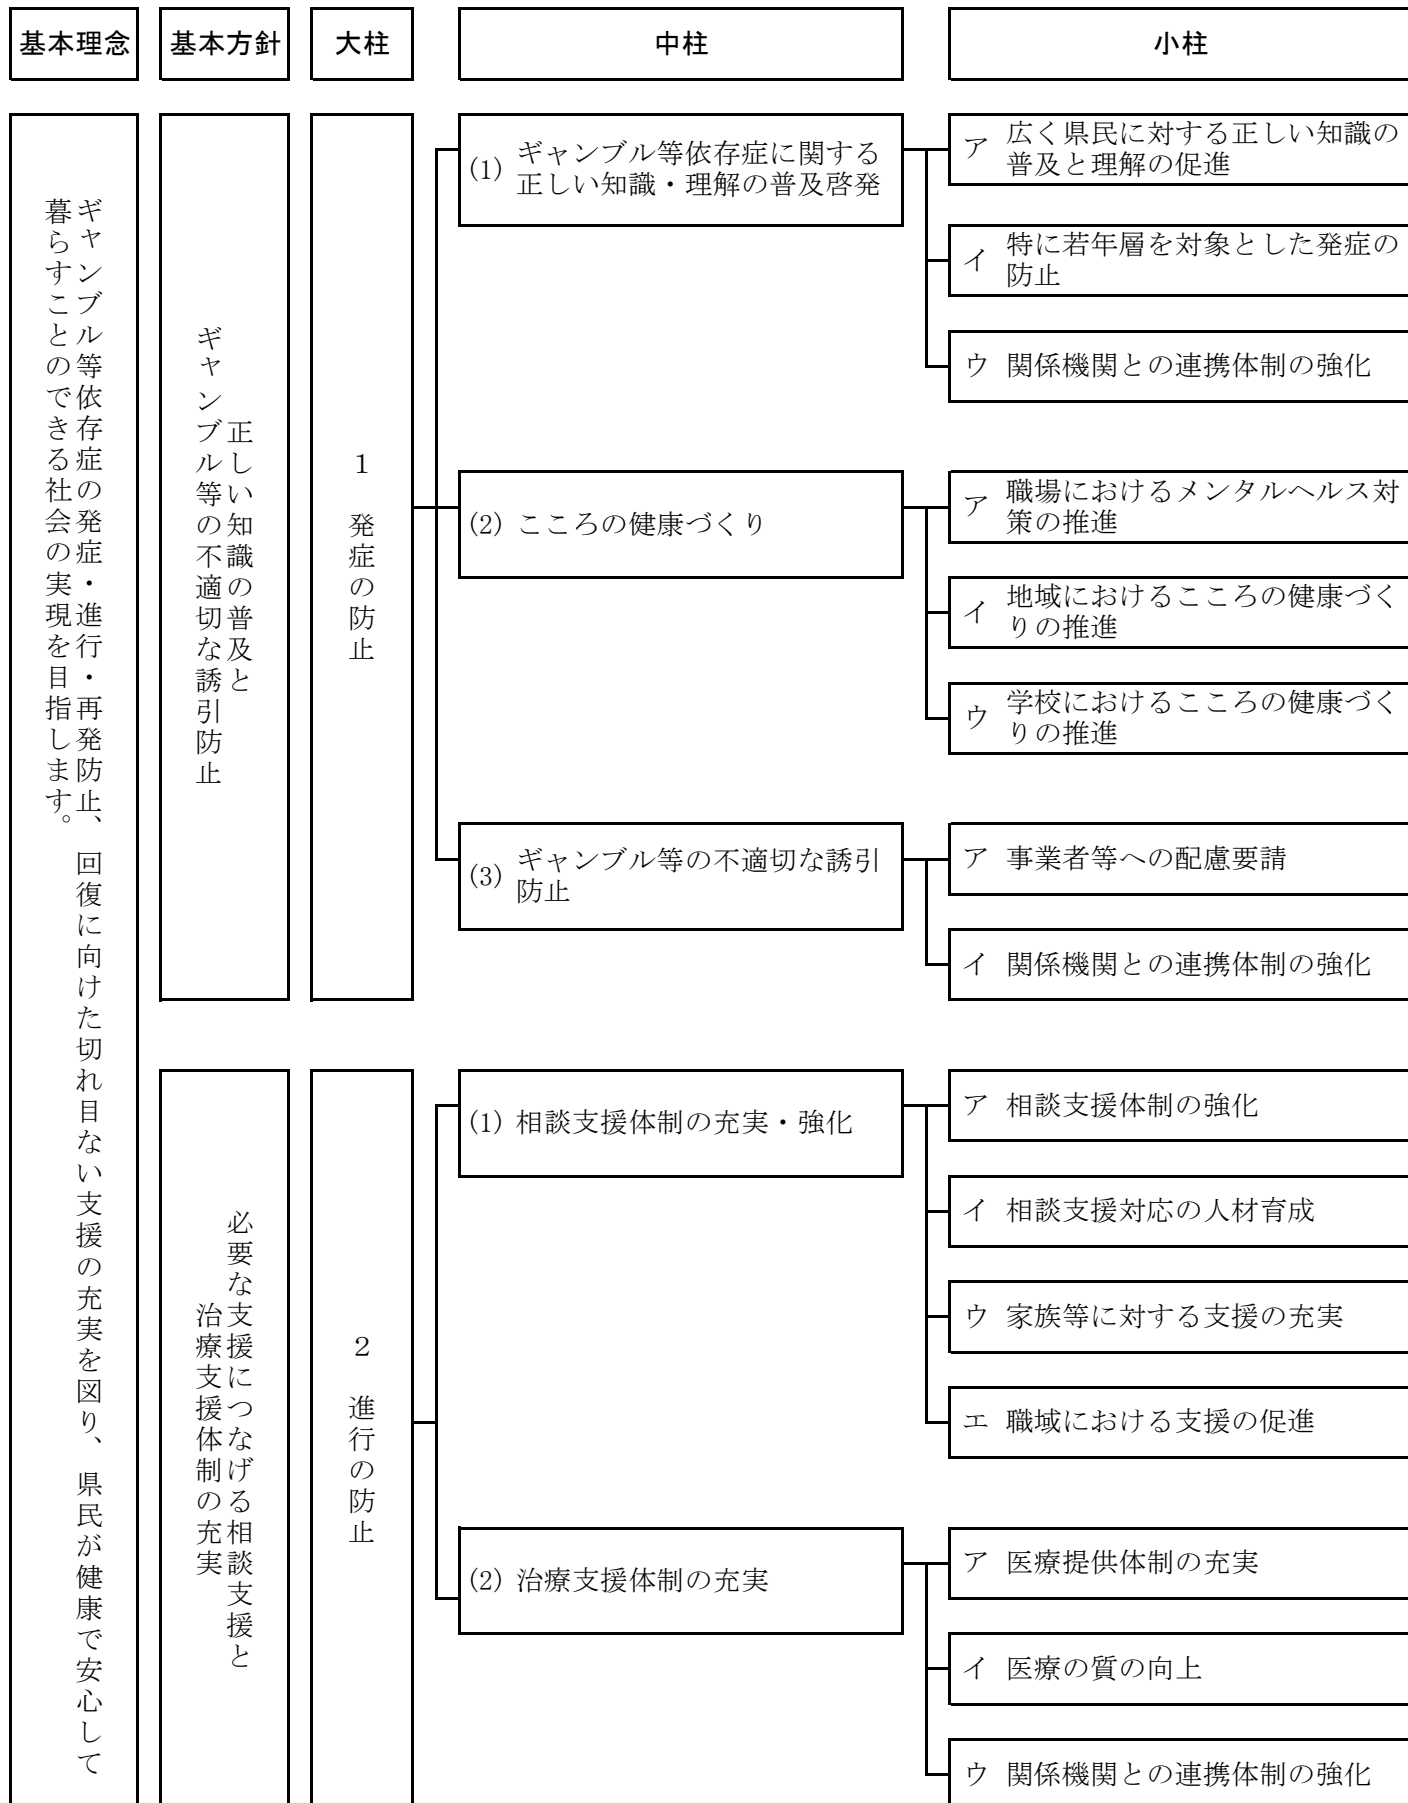 基本理念
基本方針
大柱
中柱
小柱
ギャンブル等依存症の発症・進行・再発防止、回復に向けた切れ目ない支援の充実を図り、県民が健康で安心して
暮らすことのできる社会の実現を目指します。
正しい知識の普及と
ギャンブル等の不適切な誘引防止
1 発症の防止
(1) ギャンブル等依存症に関する
正しい知識・理解の普及啓発
ア 広く県民に対する正しい知識の
普及と理解の促進
イ 特に若年層を対象とした発症の
防止
ウ 関係機関との連携体制の強化
(2) こころの健康づくり
ア 職場におけるメンタルヘルス対
策の推進
イ 地域におけるこころの健康づく
りの推進
ウ 学校におけるこころの健康づく
りの推進
(3) ギャンブル等の不適切な誘引
防止
ア 事業者等への配慮要請
イ 関係機関との連携体制の強化
必要な支援につなげる相談支援と
治療支援体制の充実
2 進行の防止
(1) 相談支援体制の充実・強化
ア 相談支援体制の強化
イ 相談支援対応の人材育成
ウ 家族等に対する支援の充実
エ 職域における支援の促進
(2) 治療支援体制の充実
ア 医療提供体制の充実
イ 医療の質の向上
ウ 関係機関との連携体制の強化